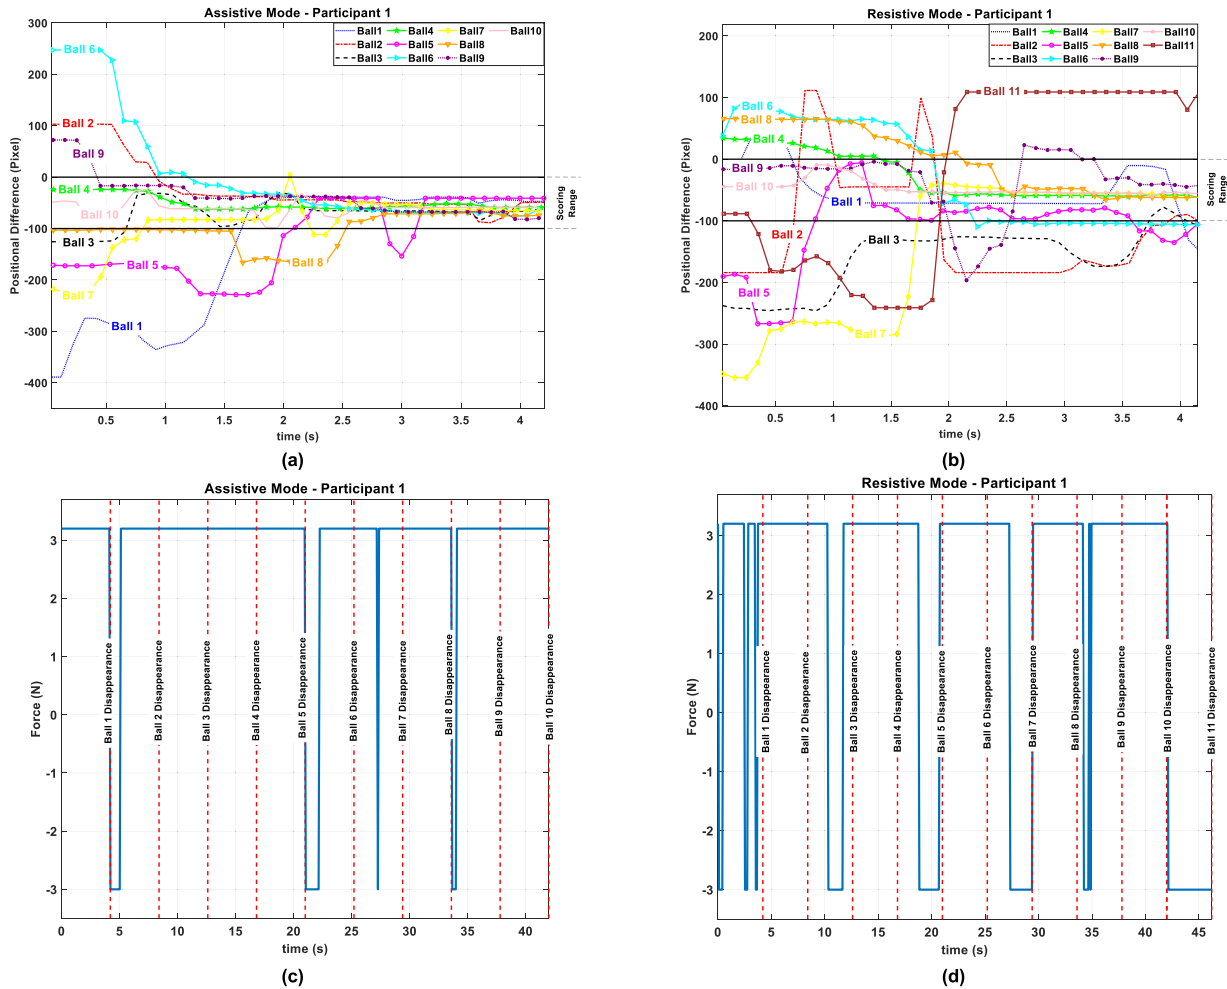 Assistive Mode - Participant 1
Ball1 Ball4 Ball7 Ball10
Ball2 Ball5 Ball8
Ball3 Ball6 Ball9
Positional Difference (Pixel)
300
200
100
0
-100
-200
-300
-400
Ball 6
Ball 2
Ball 9
Ball 4
Ball 10
Ball 3
Ball 5
Ball 8
Ball 7
Ball 1
Scoring
Range
0.5 1 1.5 2 2.5 3 3.5 4
time (s)
(a)
Resistive Mode - Participant 1
Ball1 Ball4 Ball7 Ball10
Ball2 Ball5 Ball8 Ball11
Ball3 Ball6 Ball9
Positional Difference (Pixel)
200
100
0
-100
-200
-300
-400
Ball 11
Ball 6
Ball 8
Ball 4
Ball 9
Ball 10
Ball 1
Ball 2
Ball 3
Ball 5
Ball 7
Scoring
Range
0.5 1 1.5 2 2.5 3 3.5 4
time (s)
(b)
Assistive Mode - Participant 1
Force (N)
3
2
1
0
-1
-2
-3
Ball 1 Disappearance
Ball 2 Disappearance
Ball 3 Disappearance
Ball 4 Disappearance
Ball 5 Disappearance
Ball 6 Disappearance
Ball 7 Disappearance
Ball 8 Disappearance
Ball 9 Disappearance
Ball 10 Disappearance
0 5 10 15 20 25 30 35 40
time (s)
(c)
Resistive Mode - Participant 1
Force (N)
3
2
1
0
-1
-2
-3
Ball 1 Disappearance
Ball 2 Disappearance
Ball 3 Disappearance
Ball 4 Disappearance
Ball 5 Disappearance
Ball 6 Disappearance
Ball 7 Disappearance
Ball 8 Disappearance
Ball 9 Disappearance
Ball 10 Disappearance
Ball 11 Disappearance
0 5 10 15 20 25 30 35 40 45
time (s)
(d)